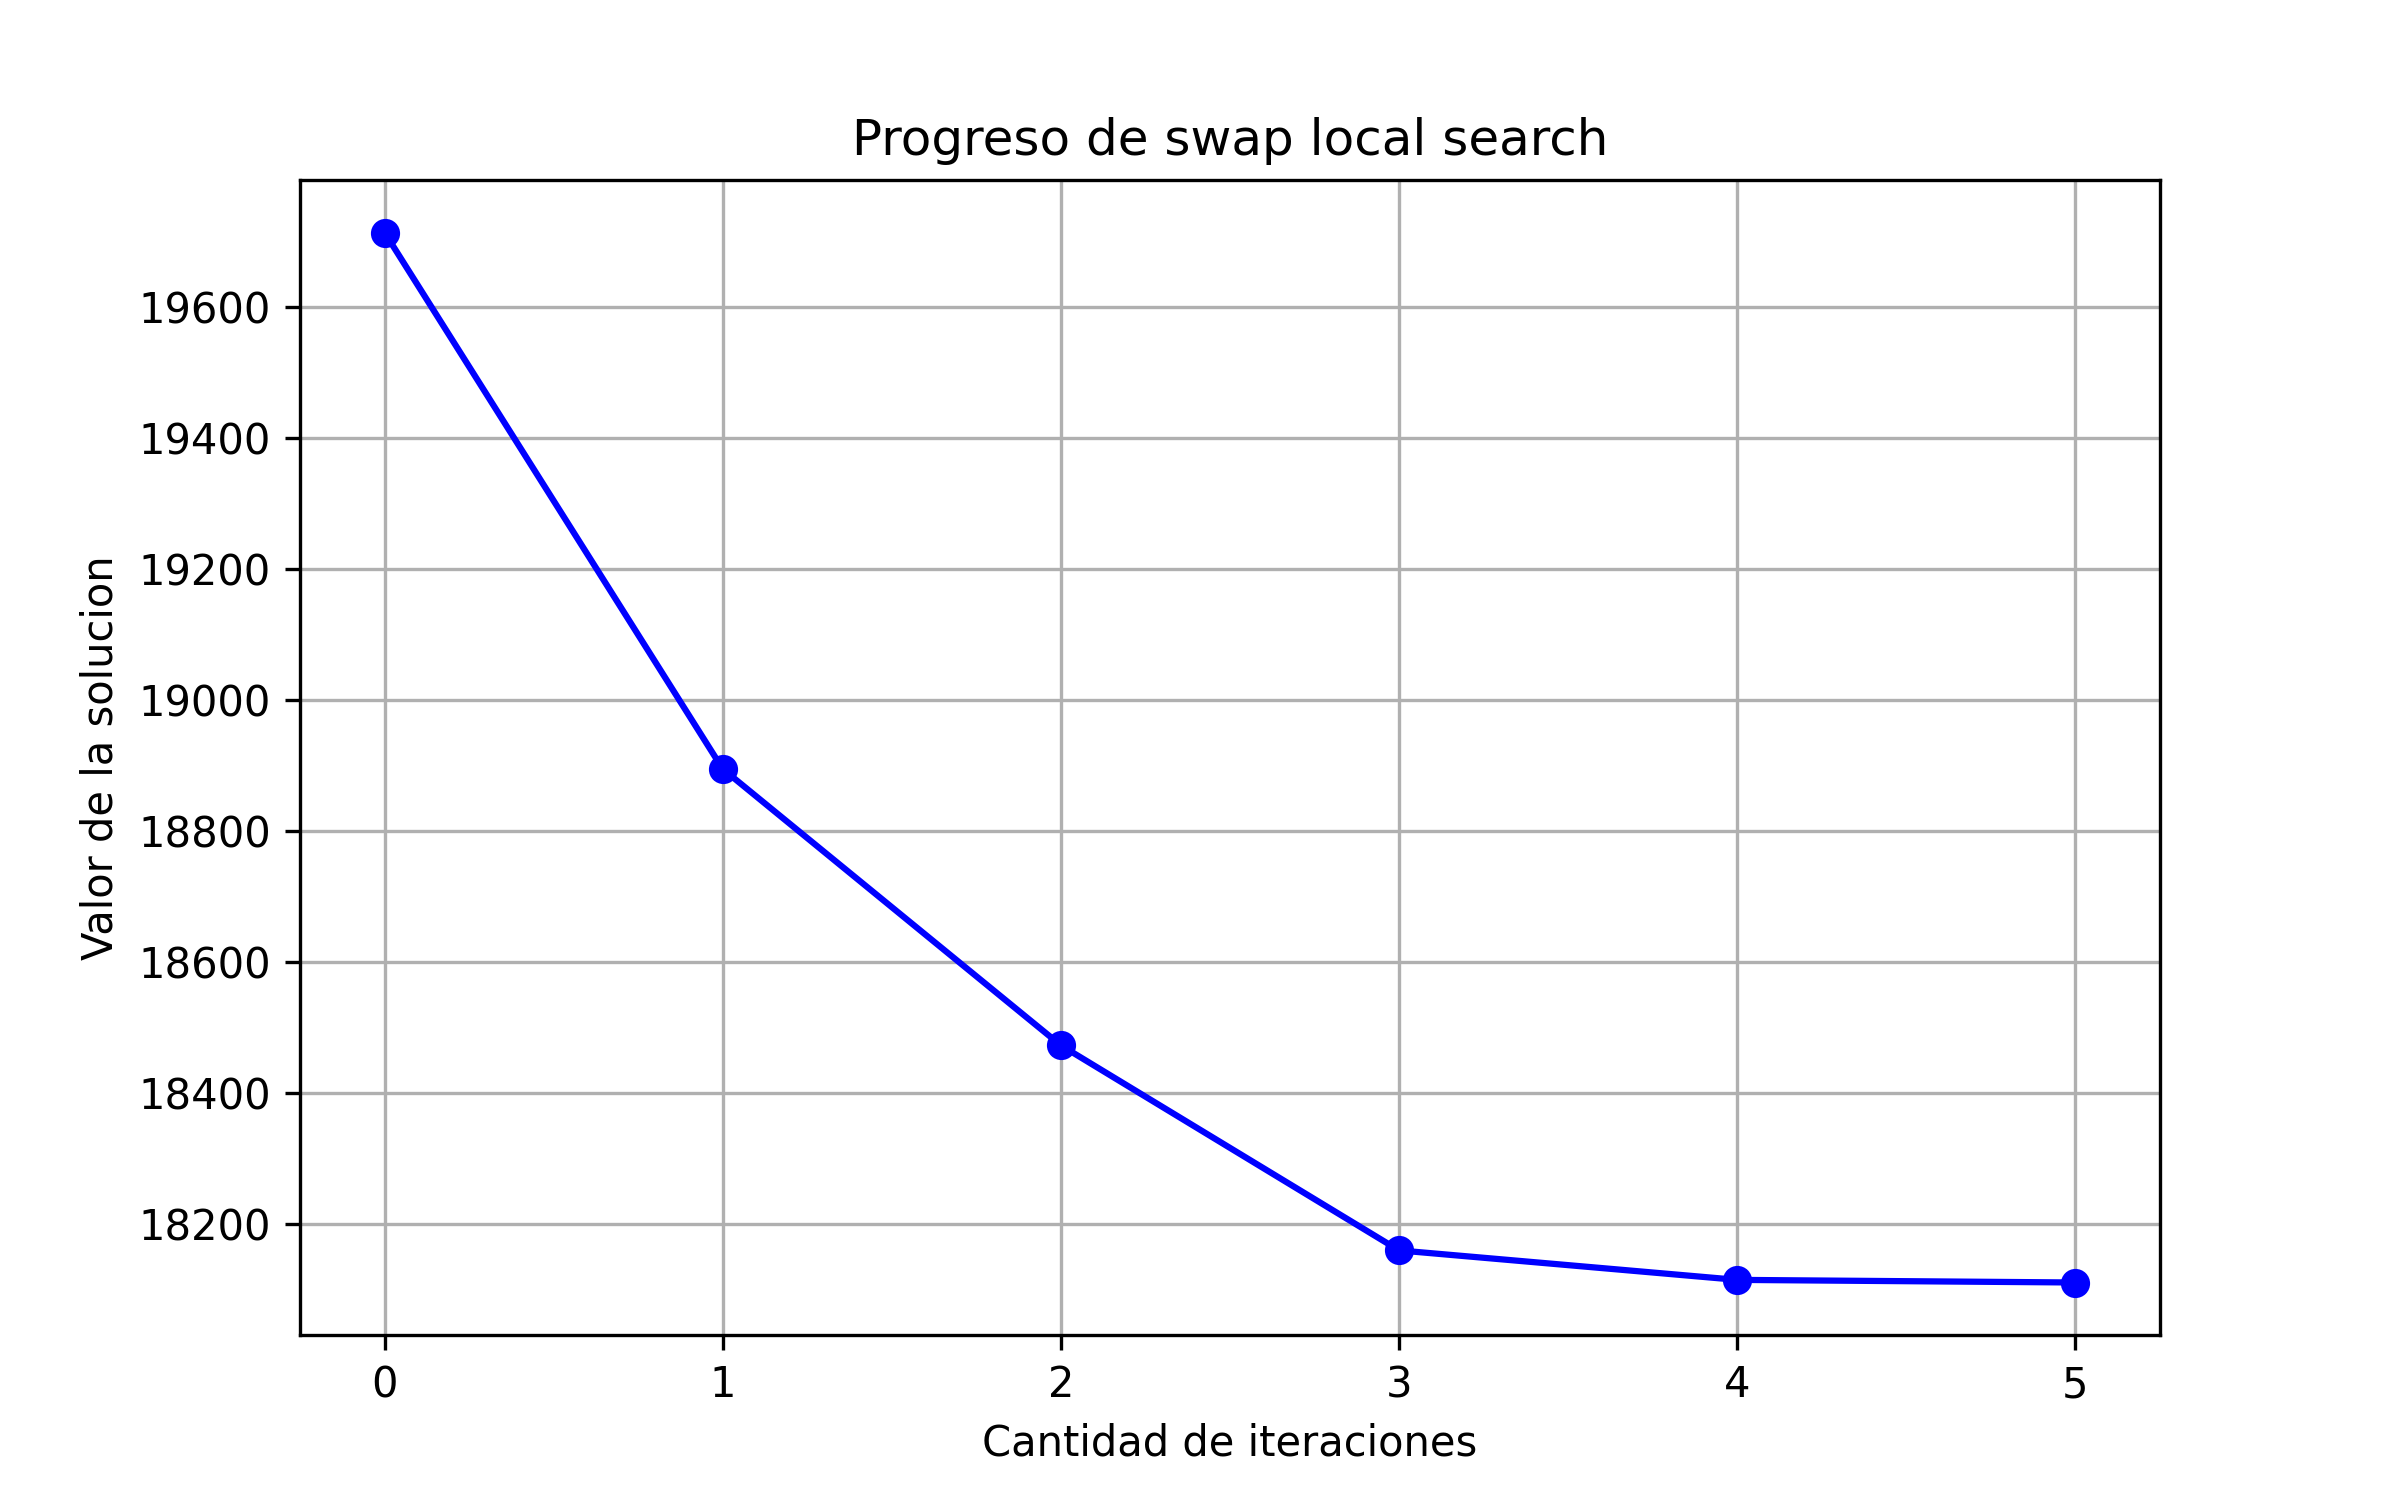 Progreso de swap local search
Valor de la solucion
19600
19400
19200
19000
18800
18600
18400
18200
0 1 2 3 4 5
Cantidad de iteraciones